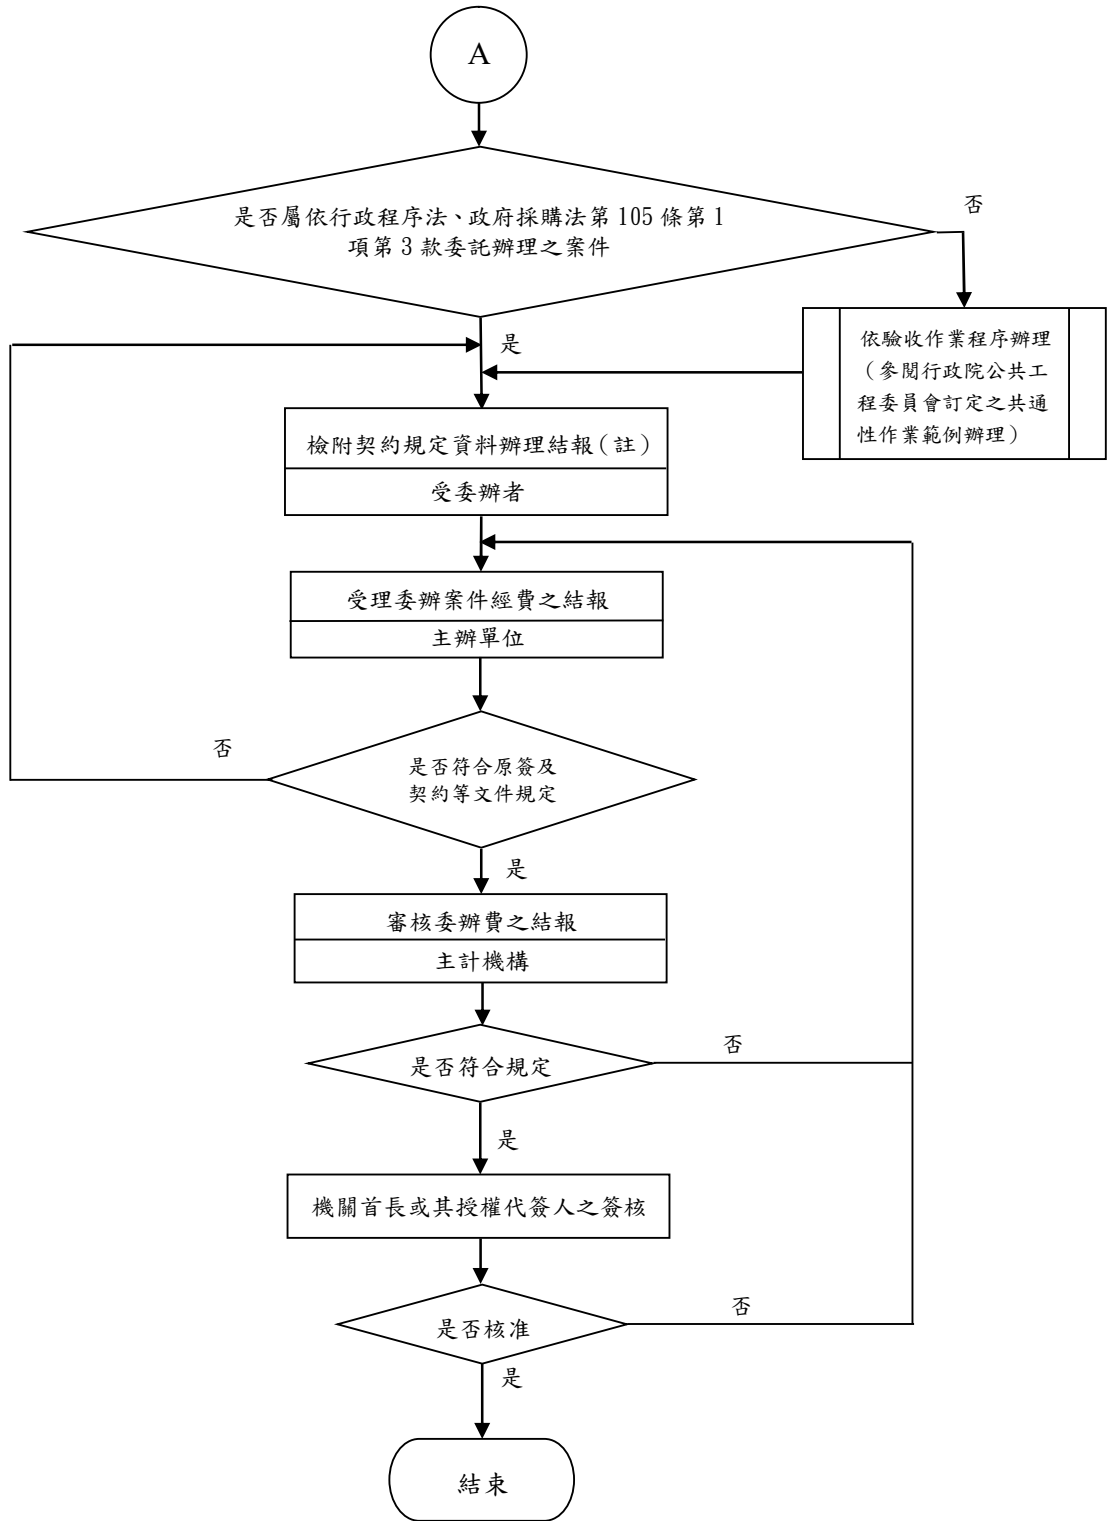 A
是否屬依行政程序法、政府採購法第 105 條第 1
項第 3 款委託辦理之案件
否
是
依驗收作業程序辦理
（參閱行政院公共工
程委員會訂定之共通
性作業範例辦理）
檢附契約規定資料辦理結報（註）
受委辦者
受理委辦案件經費之結報
主辦單位
否
是否符合原簽及
契約等文件規定
是
審核委辦費之結報
主計機構
是否符合規定
否
是
機關首長或其授權代簽人之簽核
是否核准
否
是
結束